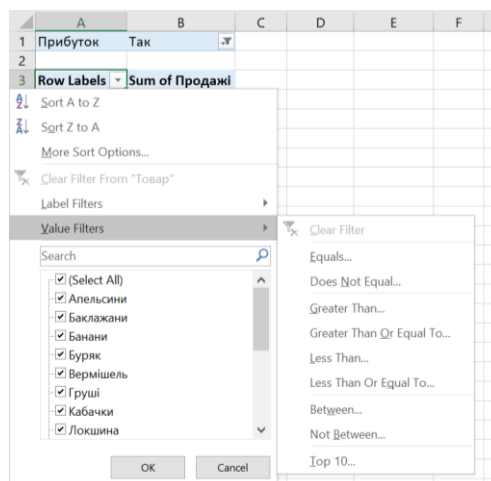 A B C D E F
1 Прибуток Так
2
3 Row Labels Sum of Продажі
Sort A to Z
Sort Z to A
More Sort Options...
Clear Filter From "Товар"
Label Filters
Value Filters
Search
(Select All)
Апельсини
Баклажани
Банани
Буряк
Вермішель
Груші
Кабачки
Локшина
OK Cancel
Clear Filter
Equals...
Does Not Equal...
Greater Than...
Greater Than Or Equal To...
Less Than...
Less Than Or Equal To...
Between...
Not Between...
Top 10...